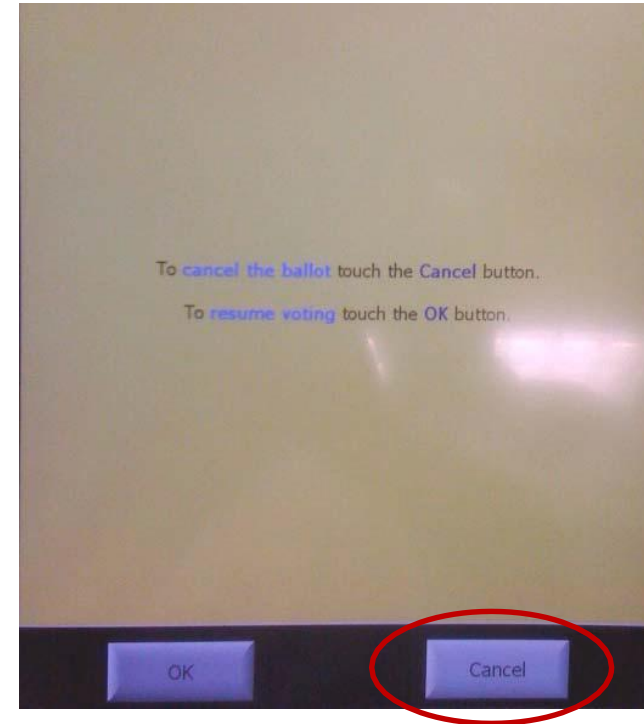 To cancel the ballot touch the Cancel button.
To resume voting touch the OK button.
OK Cancel